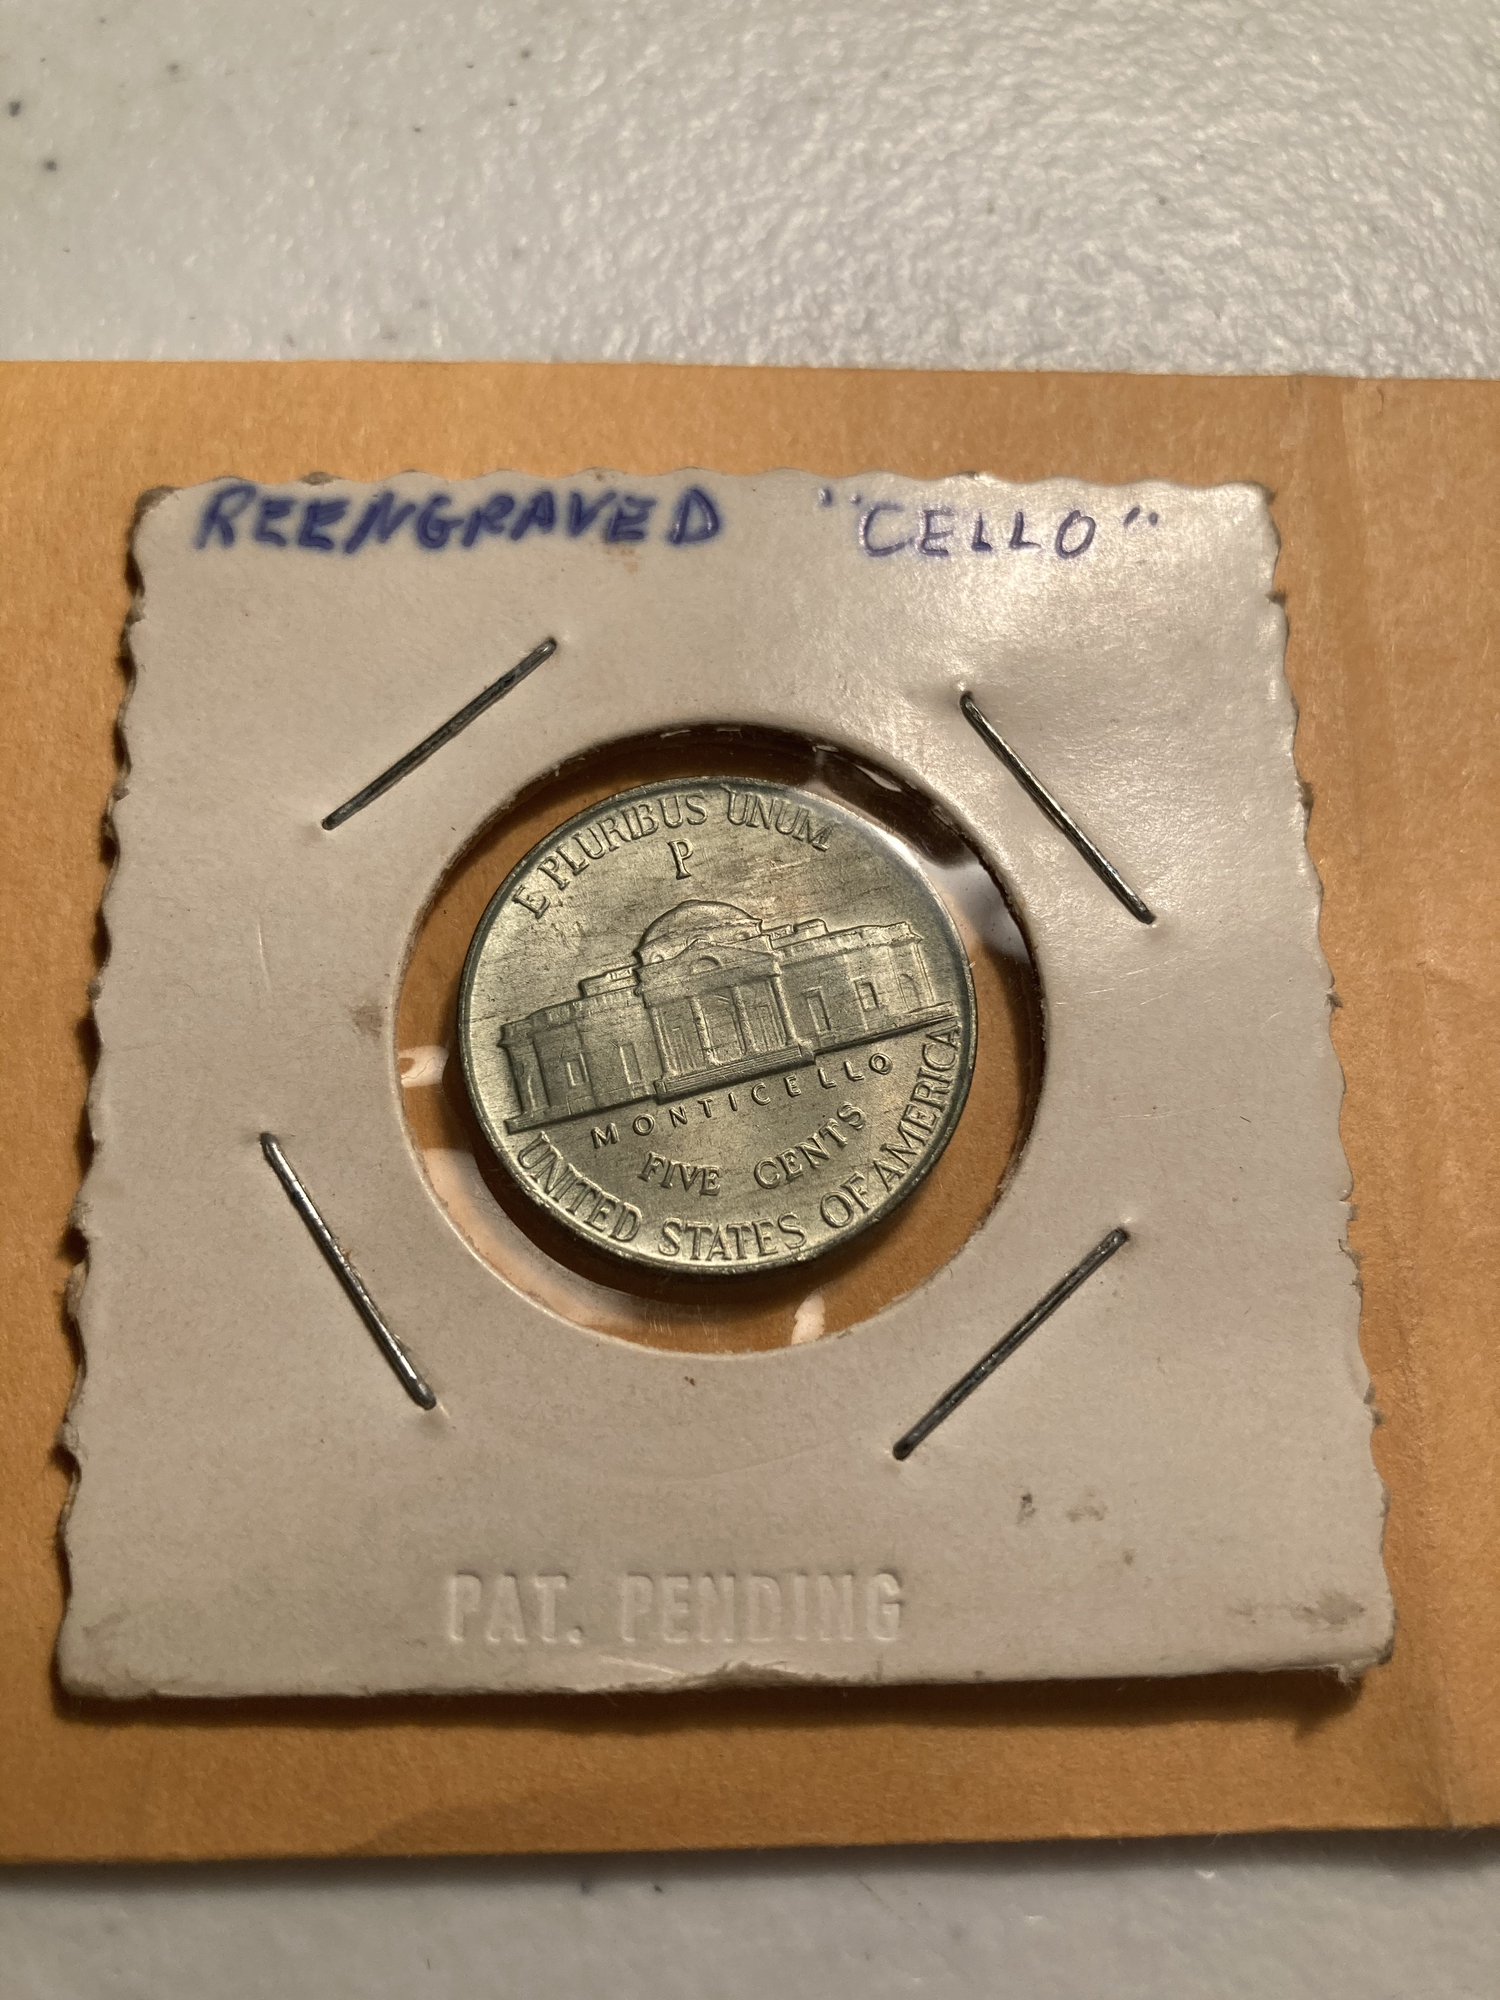 REENGRAVED "CELLO"
E PLURIBUS UNUM
P
MONTICELLO
FIVE CENTS
UNITED STATES OF AMERICA
PAT. PENDING